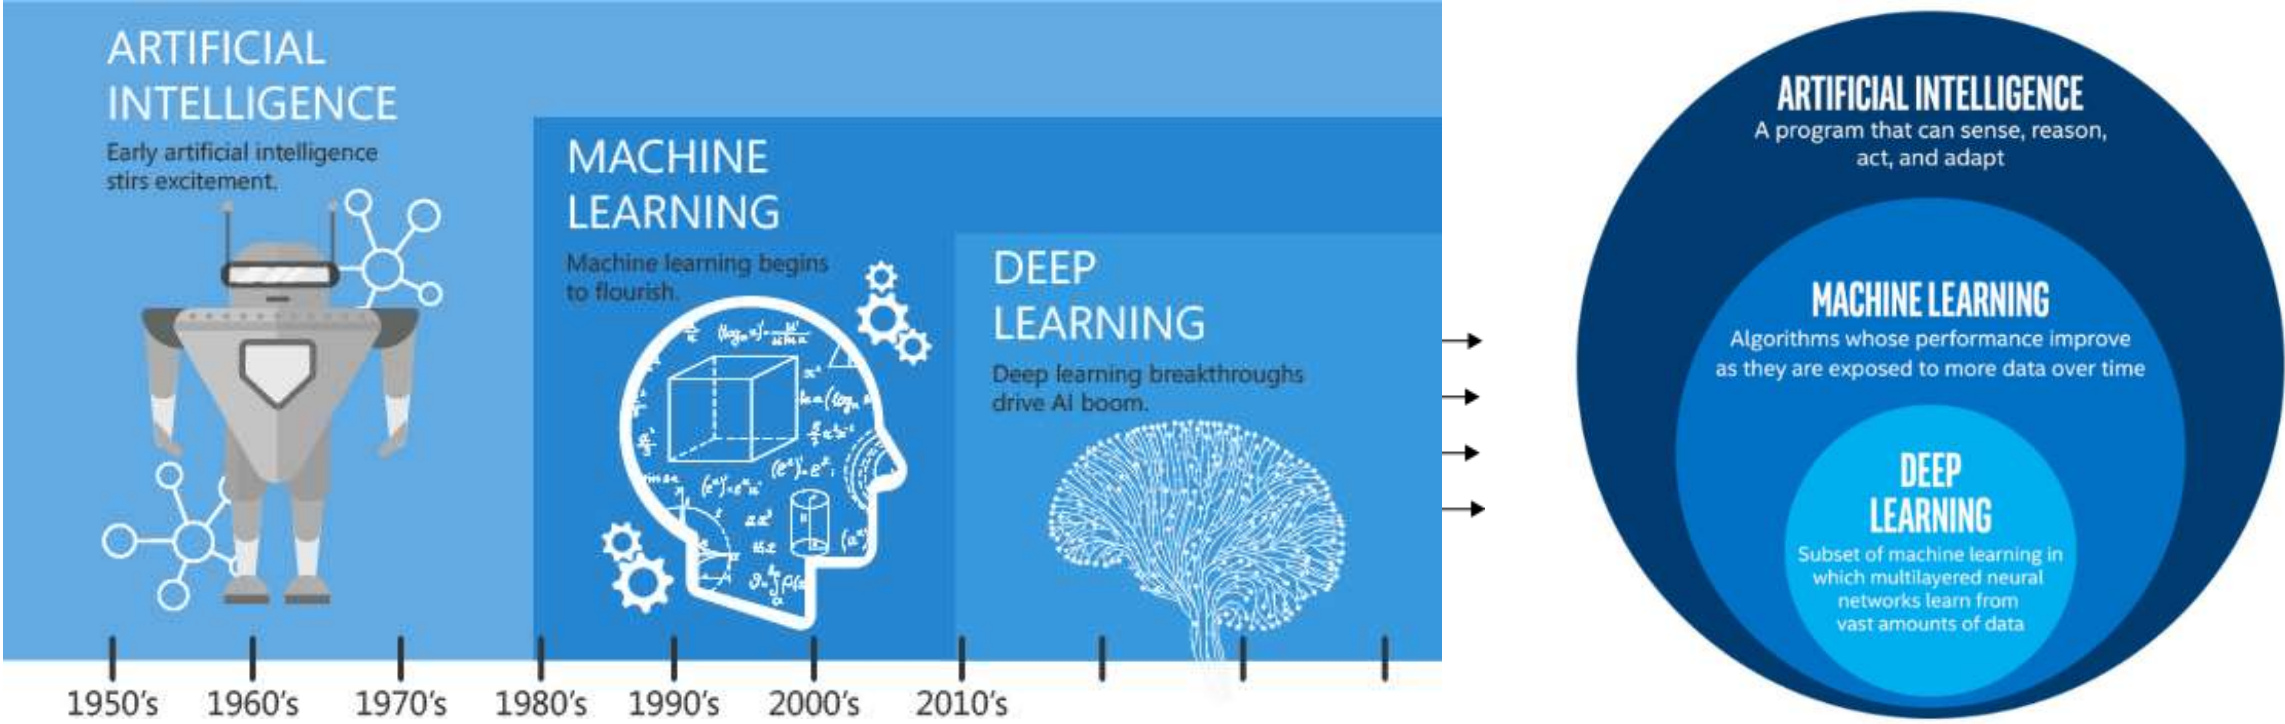 ARTIFICIAL
INTELLIGENCE
Early artificial intelligence
stirs excitement.
MACHINE
LEARNING
Machine learning begins
to flourish.
DEEP
LEARNING
Deep learning breakthroughs
drive AI boom.
1950's 1960's 1970's 1980's 1990's 2000's 2010's
ARTIFICIAL INTELLIGENCE
A program that can sense, reason,
act, and adapt
MACHINE LEARNING
Algorithms whose performance improve
as they are exposed to more data over time
DEEP
LEARNING
Subset of machine learning in
which multilayered neural
networks learn from
vast amounts of data